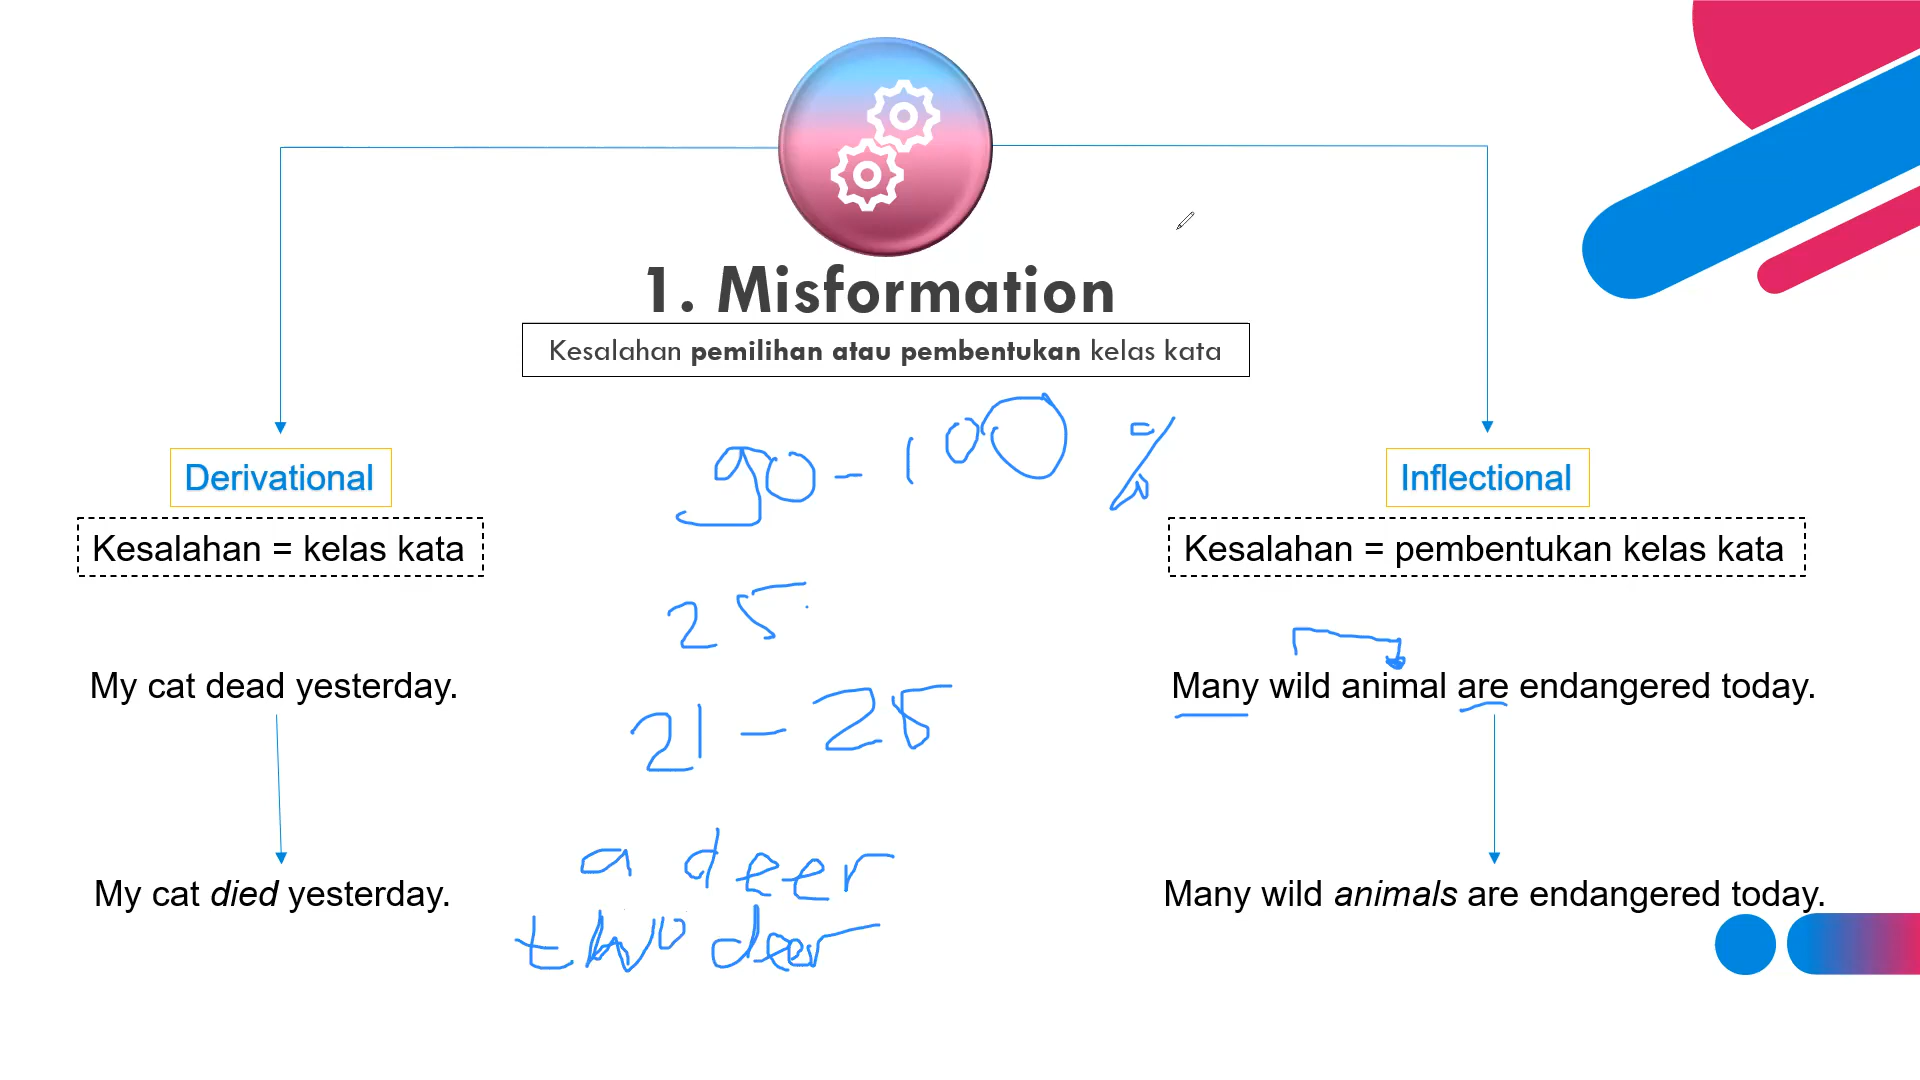 1. Misformation
Kesalahan pemilihan atau pembentukan kelas kata
Derivational
Kesalahan = kelas kata
My cat dead yesterday.
My cat died yesterday.
90 - 100 %
25
21 - 25
a deer
two deer
Inflectional
Kesalahan = pembentukan kelas kata
Many wild animal are endangered today.
Many wild animals are endangered today.